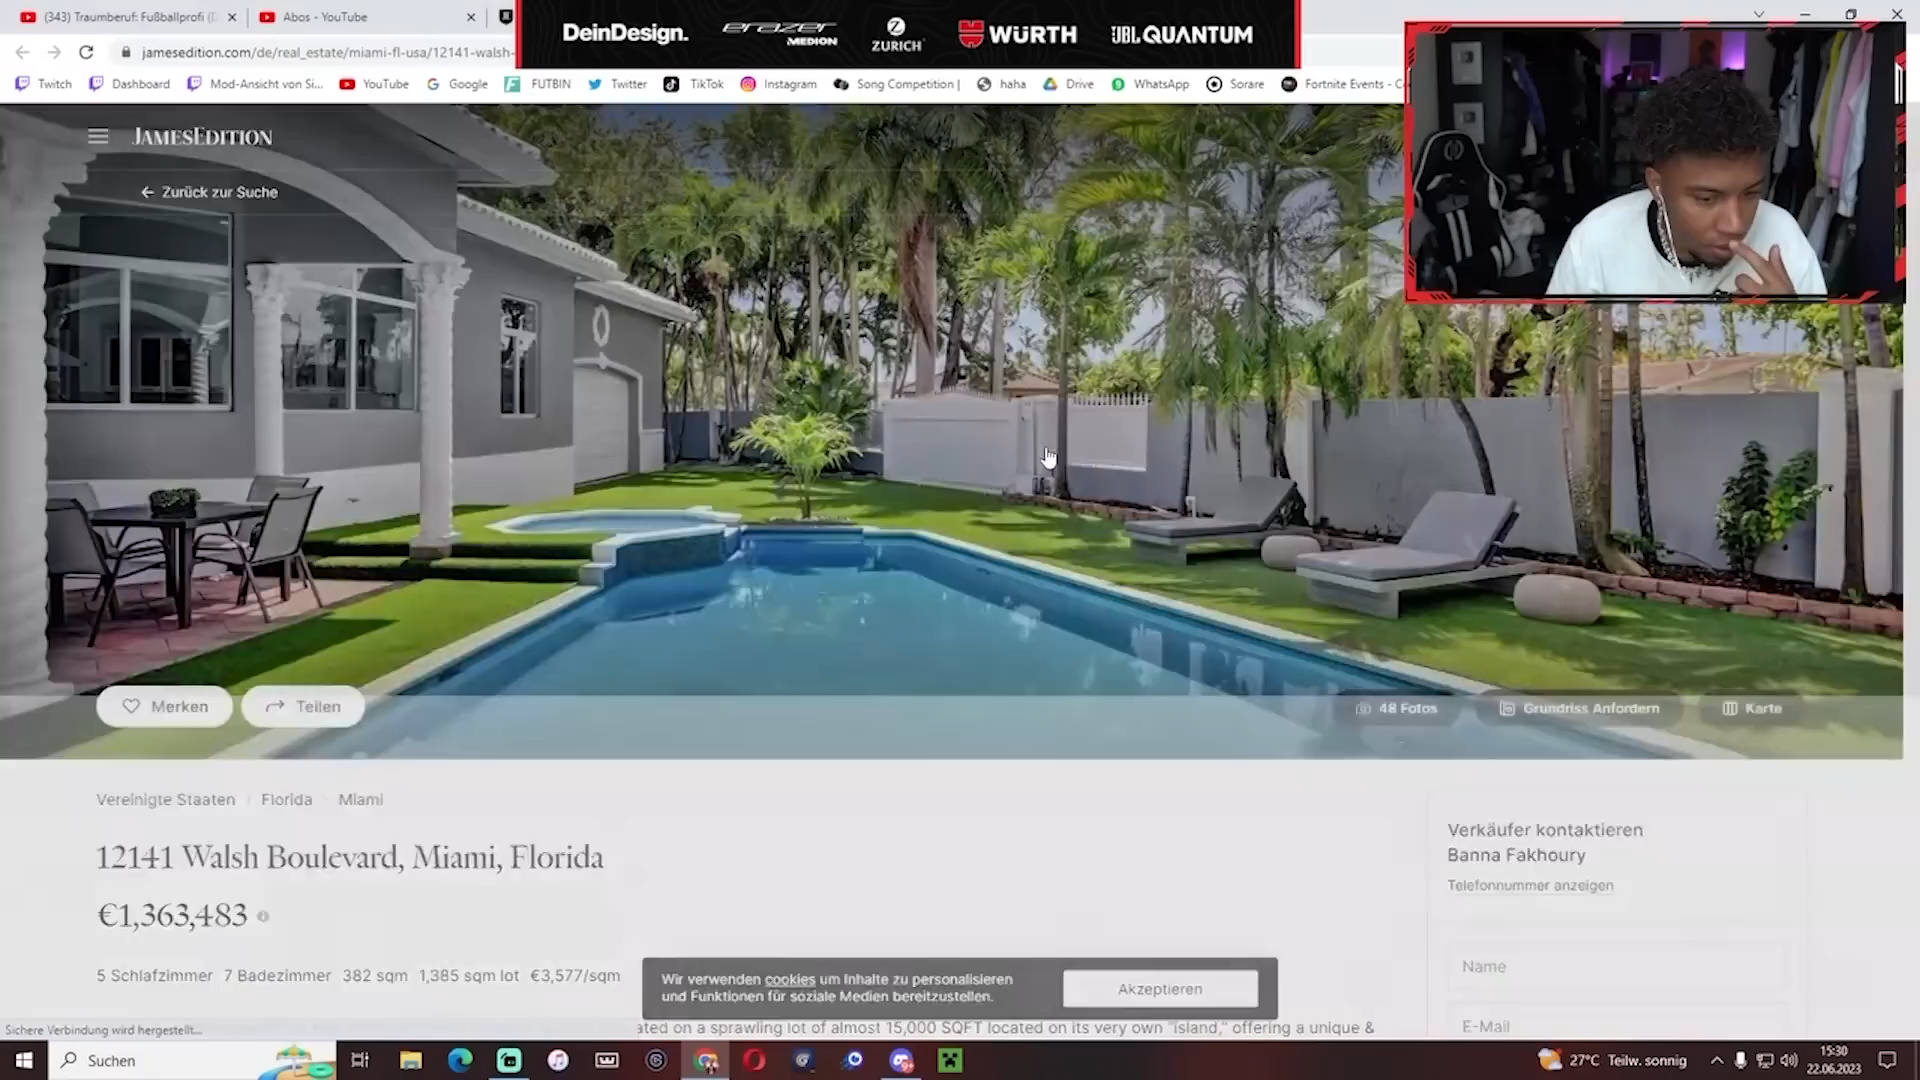 (343) Traumberuf: Fußballprofi (D
Abos - YouTube
jamesedition.com/de/real_estate/miami-fl-usa/12141-walsh-
DeinDesign.
erazer
MEDION
ZURICH
WÜRTH
JBL QUANTUM
Twitch
Dashboard
Mod-Ansicht von Si...
YouTube
Google
FUTBIN
Twitter
TikTok
Instagram
Song Competition |
haha
Drive
WhatsApp
Sorare
Fortnite Events - C
JAMESEDITION
Zurück zur Suche
Merken
Teilen
48 Fotos
Grundriss Anfordern
Karte
Vereinigte Staaten Florida Miami
12141 Walsh Boulevard, Miami, Florida
€1,363,483
5 Schlafzimmer 7 Badezimmer 382 sqm 1,385 sqm lot €3,577/sqm
Verkäufer kontaktieren
Banna Fakhoury
Telefonnummer anzeigen
Name
E-Mail
Wir verwenden cookies um Inhalte zu personalisieren
und Funktionen für soziale Medien bereitzustellen.
Akzeptieren
Sichere Verbindung wird hergestellt...
ated on a sprawling lot of almost 15,000 SQFT located on its very own "island," offering a unique &
Suchen
27°C Teilw. sonnig
15:30
22.06.2023